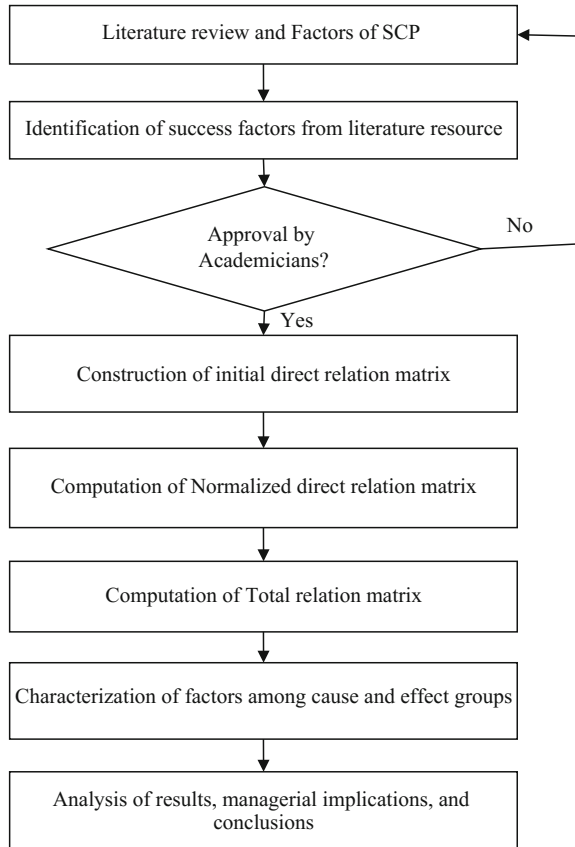 Literature review and Factors of SCP
Identification of success factors from literature resource
Approval by
Academicians?
No
Yes
Construction of initial direct relation matrix
Computation of Normalized direct relation matrix
Computation of Total relation matrix
Characterization of factors among cause and effect groups
Analysis of results, managerial implications, and
conclusions